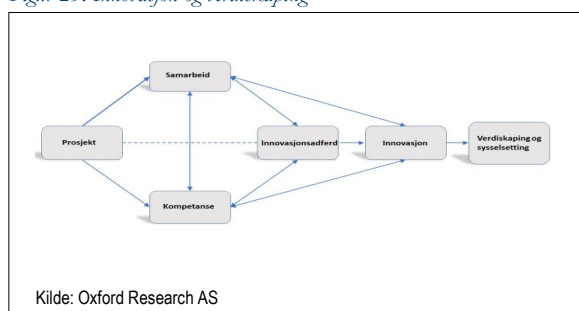 Samarbeid
Prosjekt
Innovasjonsadferd
Innovasjon
Verdiskaping og
sysselsetting
Kompetanse
Kilde: Oxford Research AS